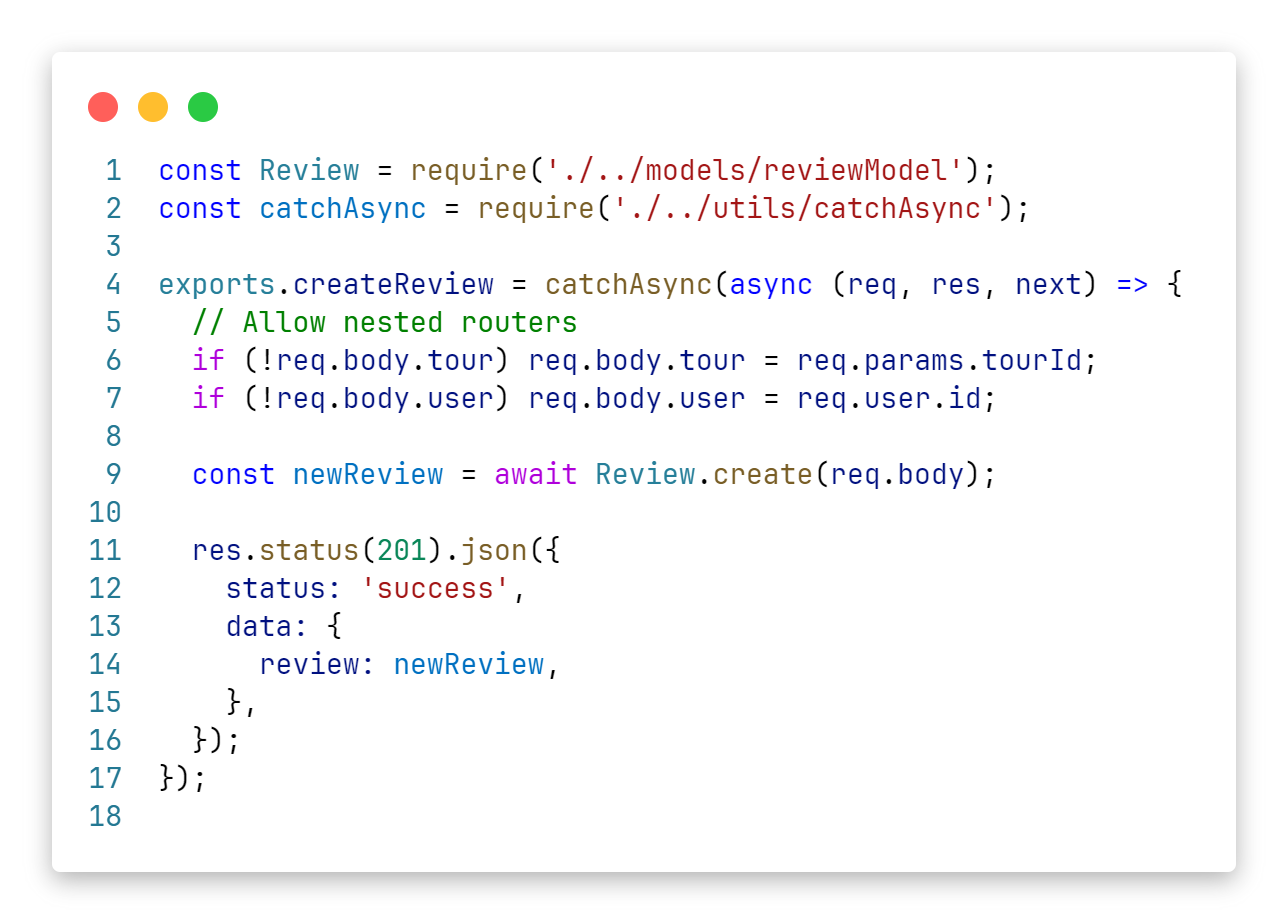 1 const Review = require('./../models/reviewModel');
2 const catchAsync = require('./../utils/catchAsync');
3
4 exports.createReview = catchAsync(async (req, res, next) => {
5   // Allow nested routers
6   if (!req.body.tour) req.body.tour = req.params.tourId;
7   if (!req.body.user) req.body.user = req.user.id;
8
9   const newReview = await Review.create(req.body);
10
11   res.status(201).json({
12     status: 'success',
13     data: {
14       review: newReview,
15     },
16   });
17 });
18